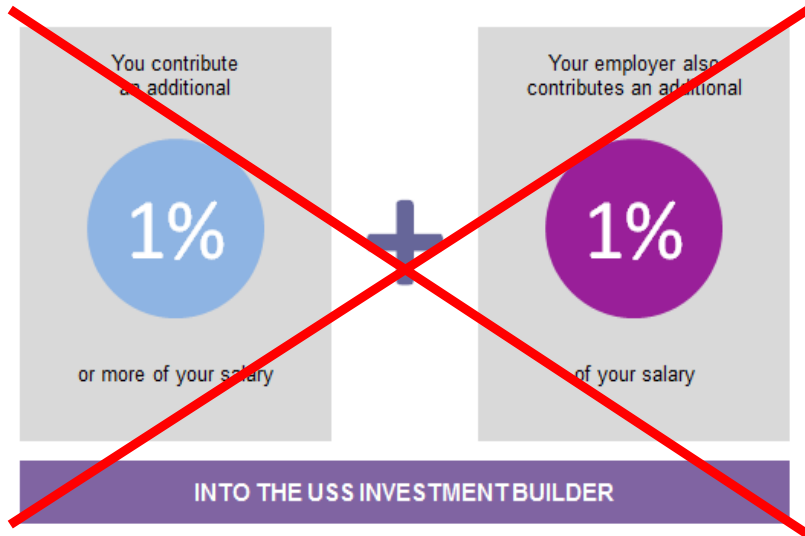 You contribute
an additional
1%
or more of your salary
+
Your employer also
contributes an additional
1%
of your salary
INTO THE USS INVESTMENT BUILDER